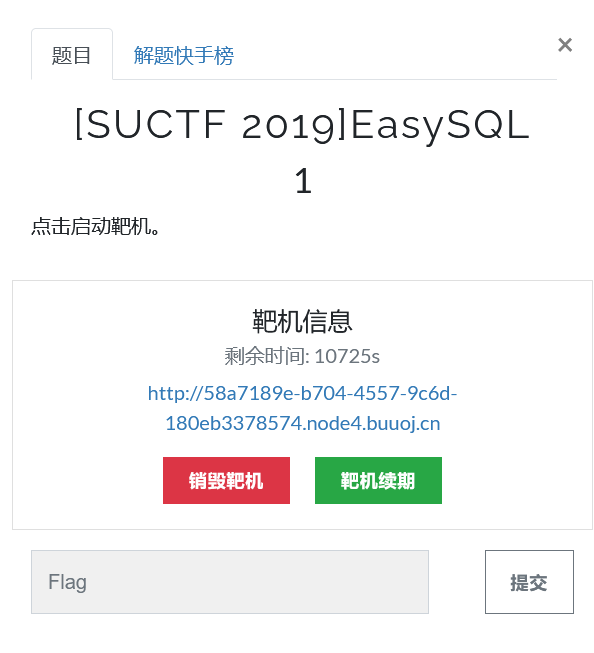 题目
解题快手榜
×
[SUCTF 2019]EasySQL
1
点击启动靶机。
靶机信息
剩余时间: 10725s
http://58a7189e-b704-4557-9c6d-
180eb3378574.node4.buuoj.cn
销毁靶机
靶机续期
Flag
提交